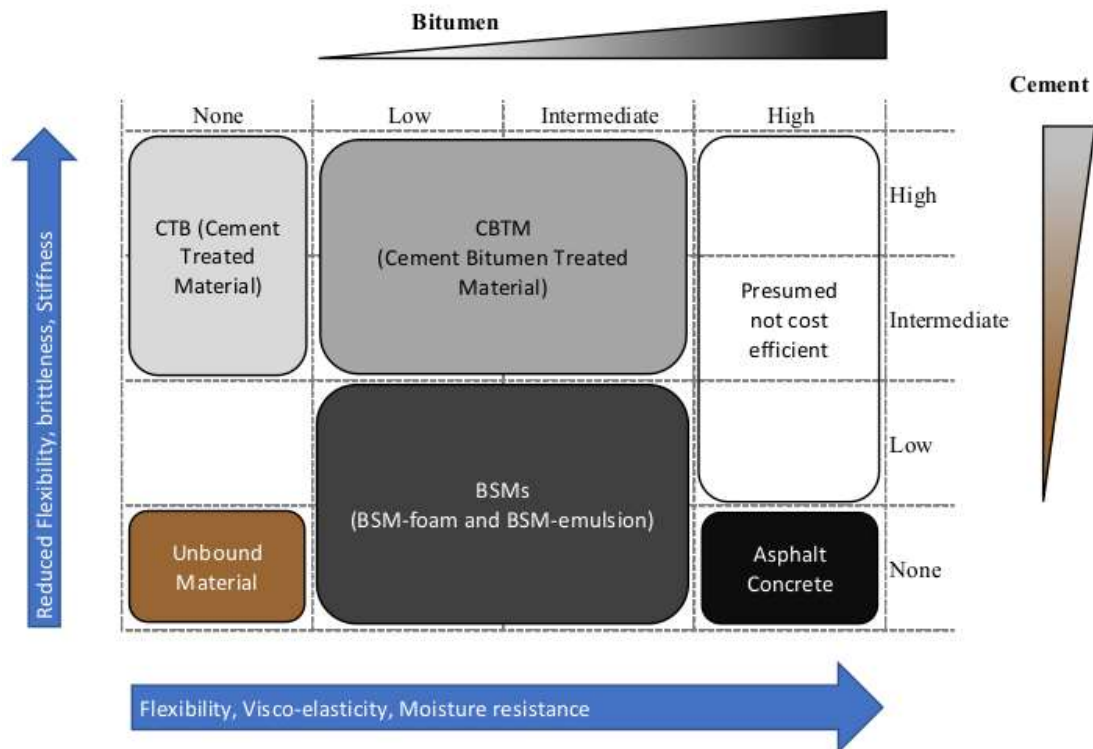 Bitumen
Cement
None
Low
Intermediate
High
CTB (Cement
Treated
Material)
CBTM
(Cement Bitumen Treated
Material)
Presumed
not cost
efficient
High
Intermediate
Low
None
BSMs
(BSM-foam and BSM-emulsion)
Unbound
Material
Asphalt
Concrete
Reduced Flexibility, brittleness, Stiffness
Flexibility, Visco-elasticity, Moisture resistance